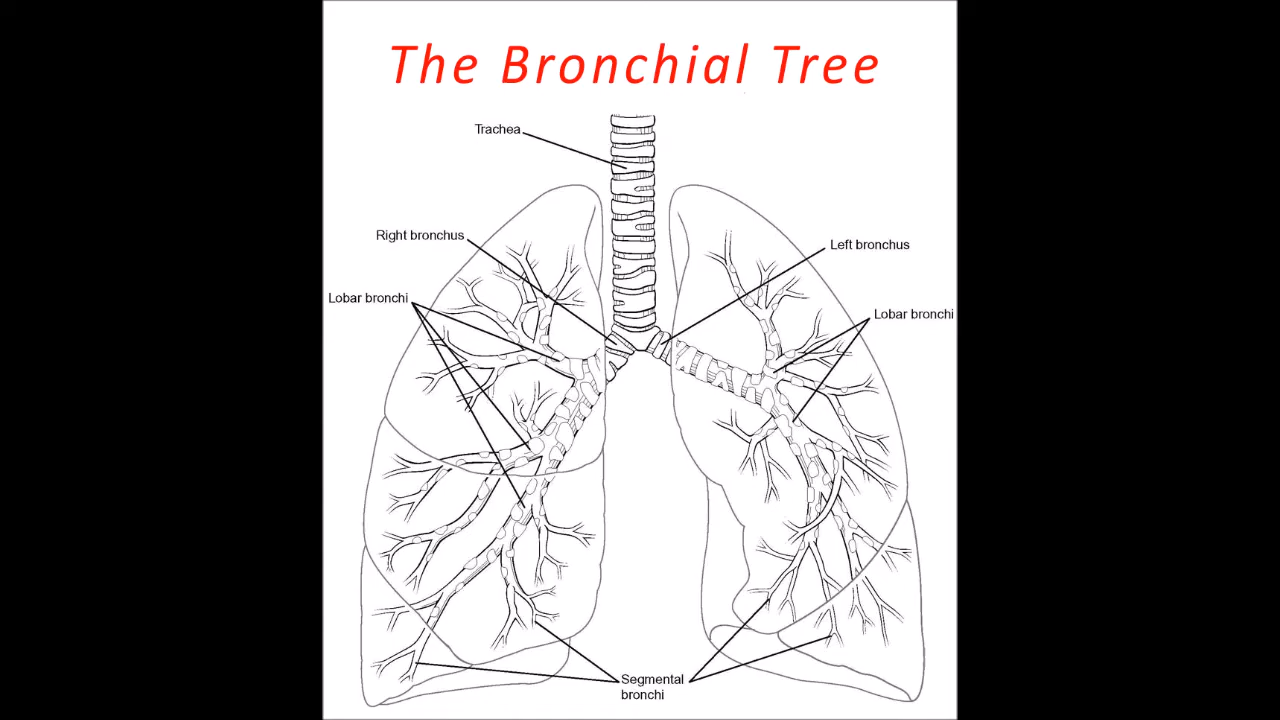 The Bronchial Tree
Trachea
Right bronchus
Left bronchus
Lobar bronchi
Lobar bronchi
Segmental
bronchi